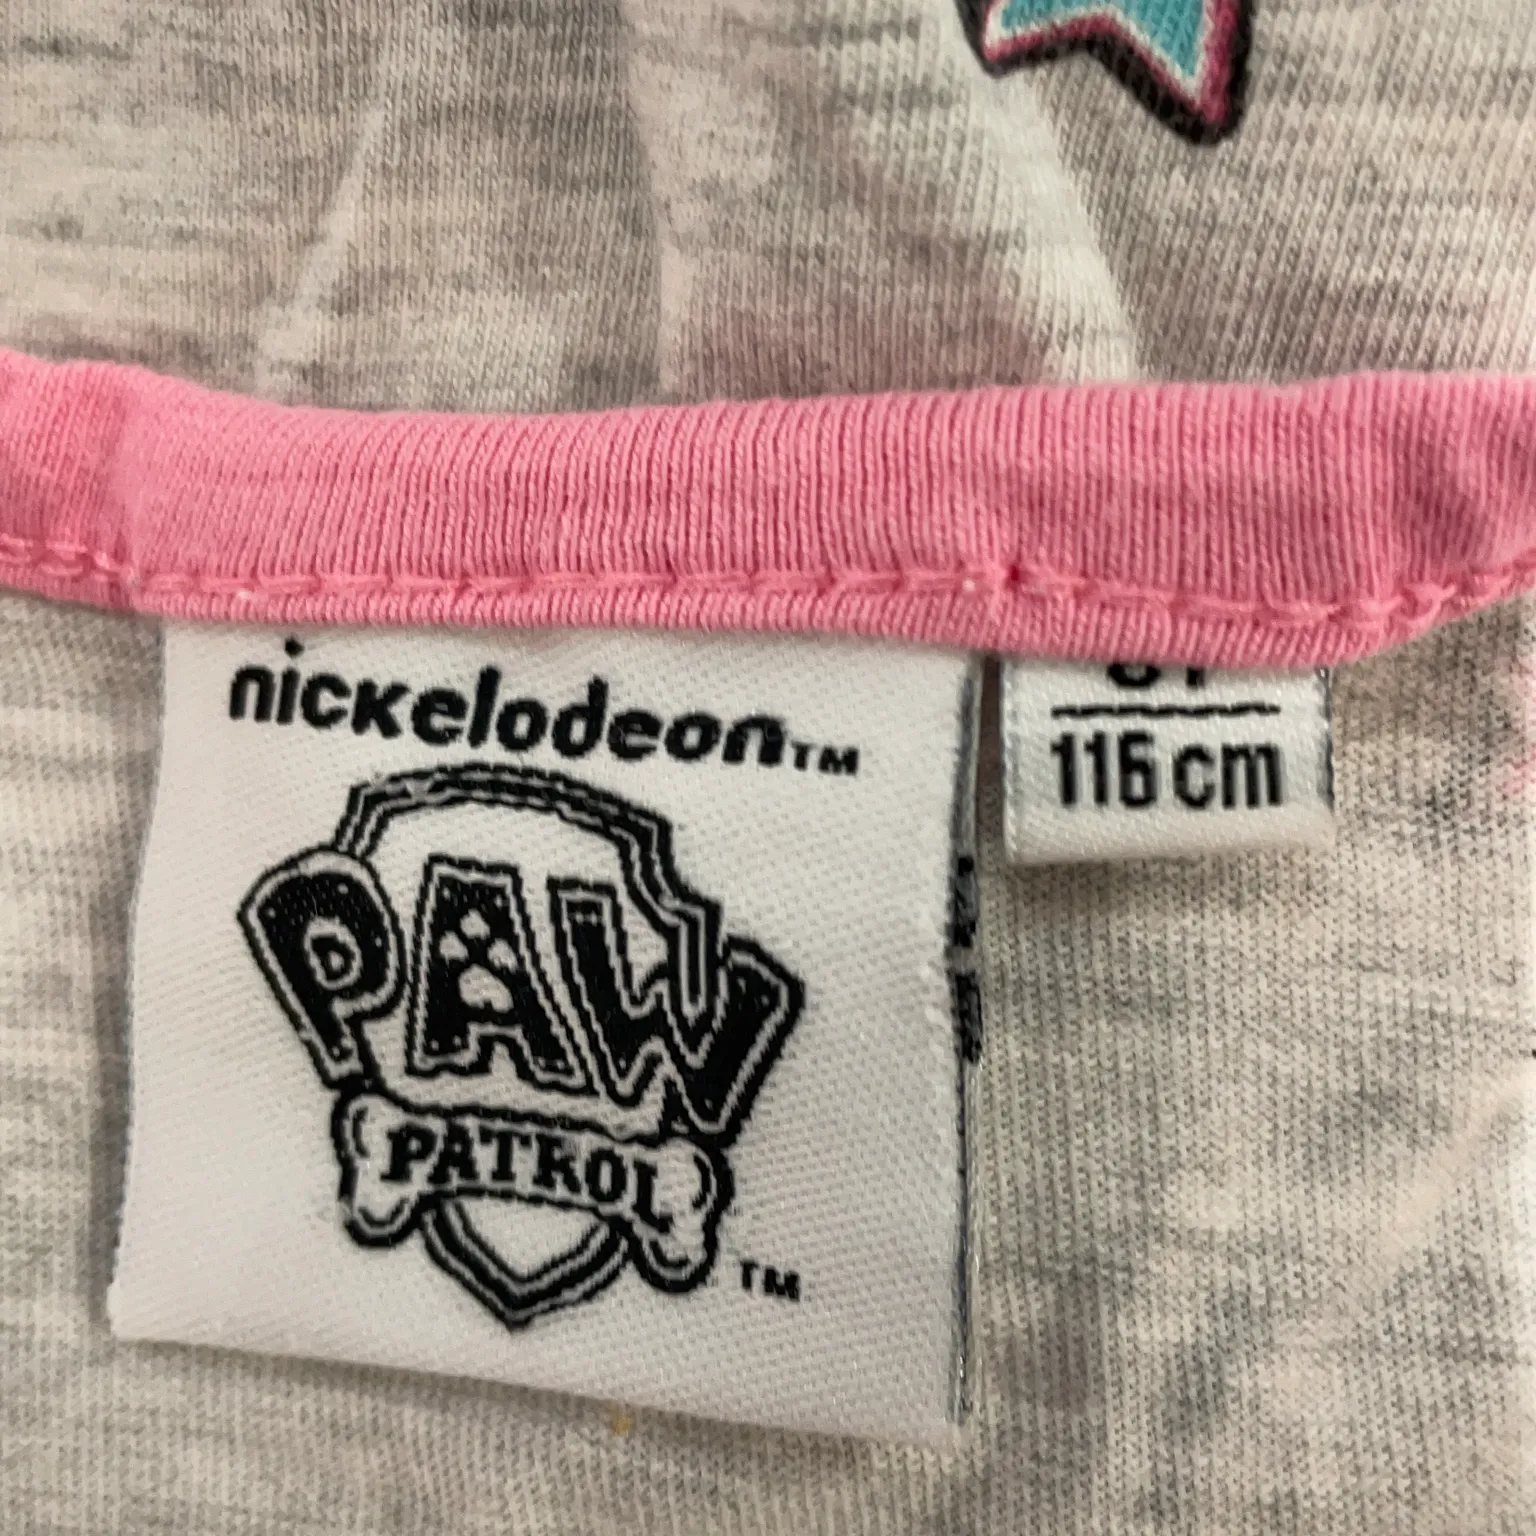 nickelodeon™
PAW
PATROL
TM
116 cm